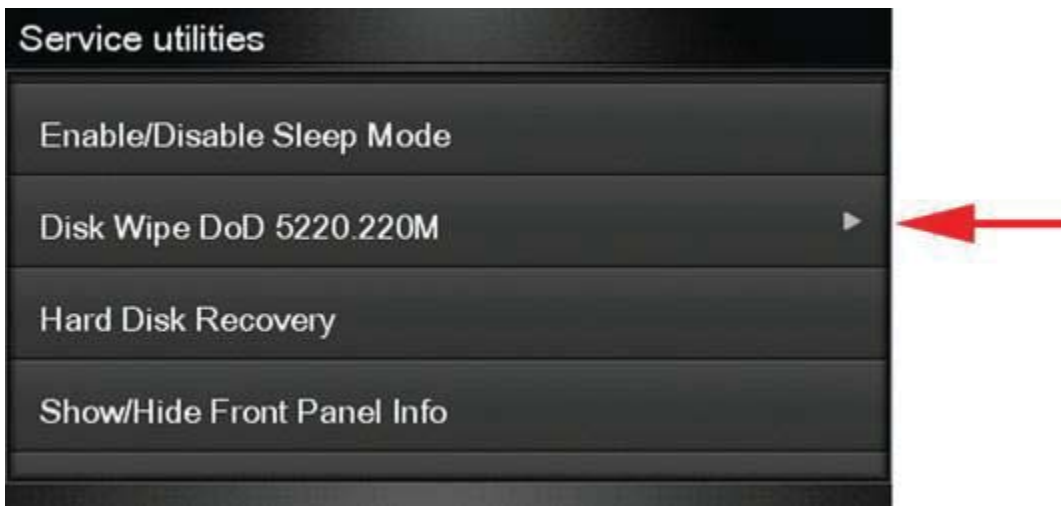 Service utilities
Enable/Disable Sleep Mode
Disk Wipe DoD 5220.220M
Hard Disk Recovery
Show/Hide Front Panel Info